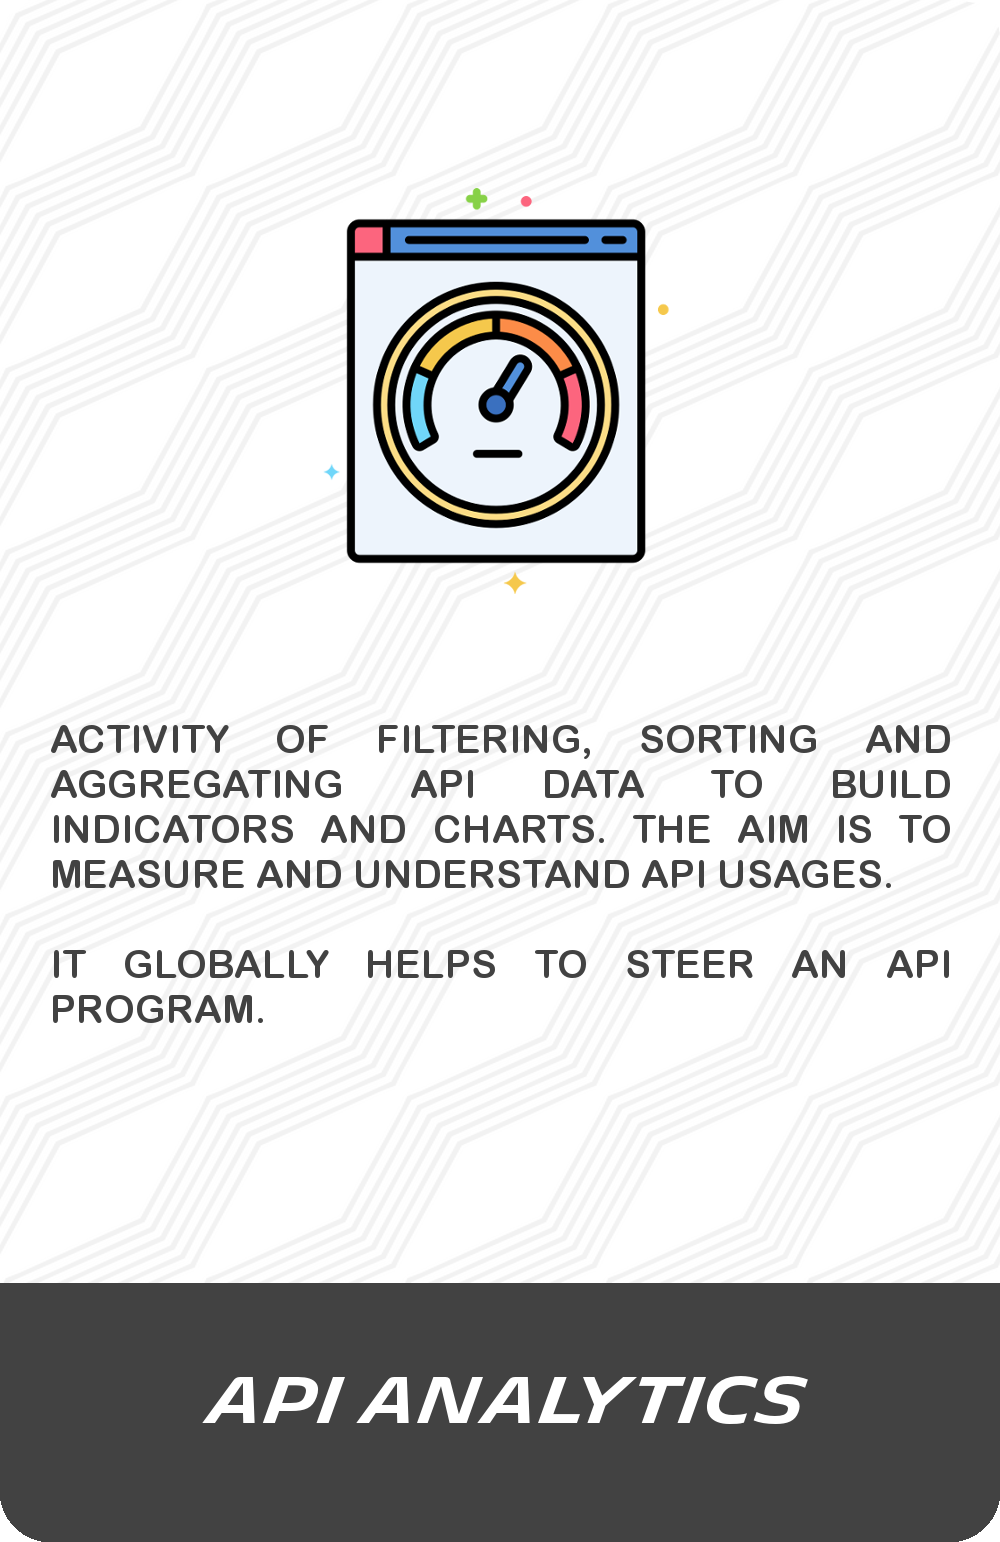 ACTIVITY OF FILTERING, SORTING AND
AGGREGATING API DATA TO BUILD
INDICATORS AND CHARTS. THE AIM IS TO
MEASURE AND UNDERSTAND API USAGES.
IT GLOBALLY HELPS TO STEER AN API
PROGRAM.
API ANALYTICS